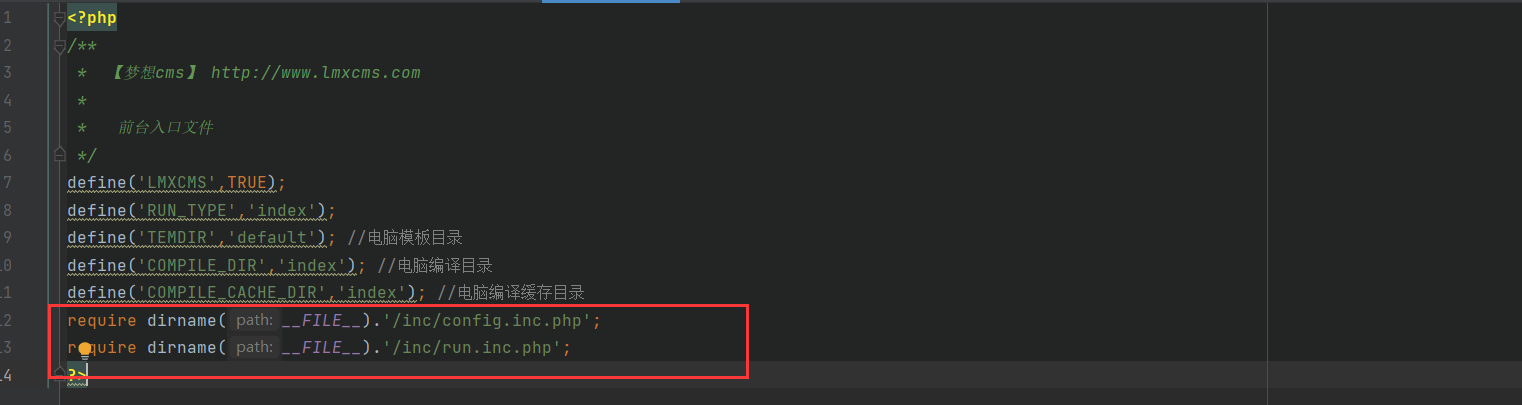 1 <?php
2 /**
3 * 【梦想cms】 http://www.lmxcms.com
4 *
5 * 前台入口文件
6 */
7 define('LMXCMS',TRUE);
8 define('RUN_TYPE','index');
9 define('TEMDIR','default'); //电脑模板目录
10 define('COMPILE_DIR','index'); //电脑编译目录
11 define('COMPILE_CACHE_DIR','index'); //电脑编译缓存目录
12 require dirname( path: __FILE__).'/inc/config.inc.php';
13 require dirname( path: __FILE__).'/inc/run.inc.php';
14 ?>